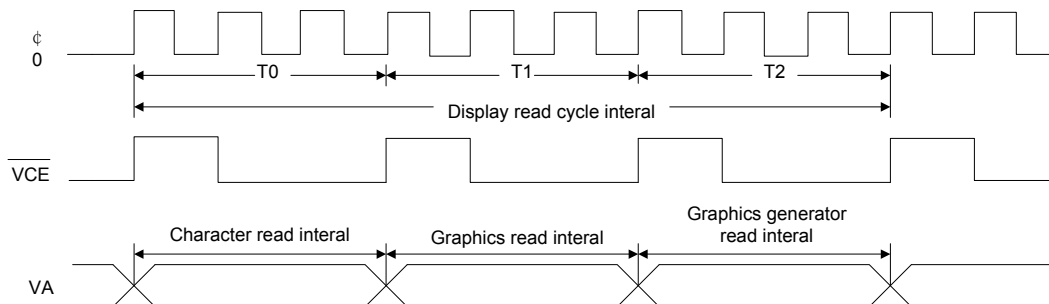 ¢
0
T0
T1
T2
Display read cycle interal
VCE
Character read interal
Graphics read interal
Graphics generator
read interal
VA